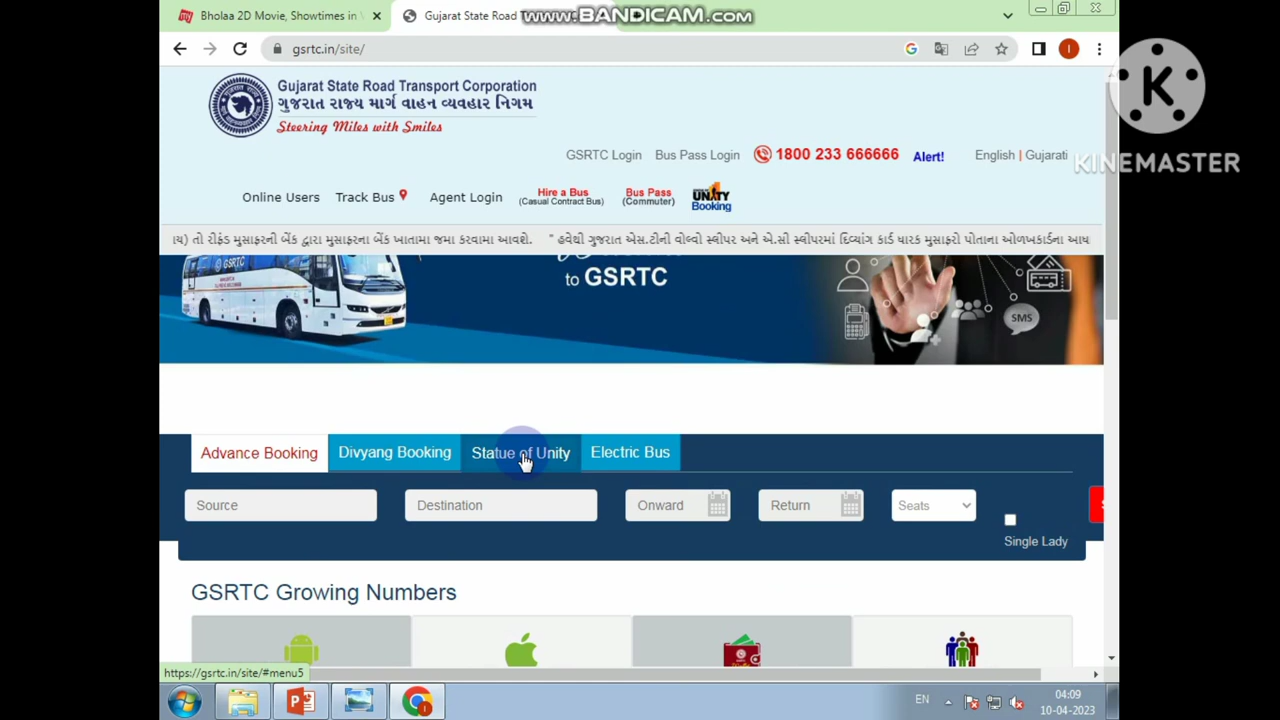 Bholaa 2D Movie, Showtimes in
Gujarat State Road
www.BANDICAM.com
gsrtc.in/site/
Gujarat State Road Transport Corporation
ગુજરાત રાજ્ય માર્ગ વાહન વ્યવહાર નિગમ
Steering Miles with Smiles
GSRTC Login Bus Pass Login 1800 233 666666 Alert! English | Gujarati
K
KINEMASTER
Online Users Track Bus Agent Login Hire a Bus (Casual Contract Bus) Bus Pass (Commuter) UNITY Booking
ય) તો રીફંડ મુસાફરની બેંક દ્વારા મુસાફરના બેંક ખાતામા જમા કરવામા આવશે. " હવેથી ગુજરાત એસ.ટીની વોલ્વો સ્લીપર અને એ.સી સ્લીપરમાં દિવ્યાંગ કાર્ડ ધારક મુસાફરો પોતાના ઓળખકાર્ડના
GSRTC
to GSRTC
SMS
Advance Booking Divyang Booking Statue of Unity Electric Bus
Source Destination Onward Return Seats
Single Lady
GSRTC Growing Numbers
https://gsrtc.in/site/#menu5
EN 04:09
10-04-2023